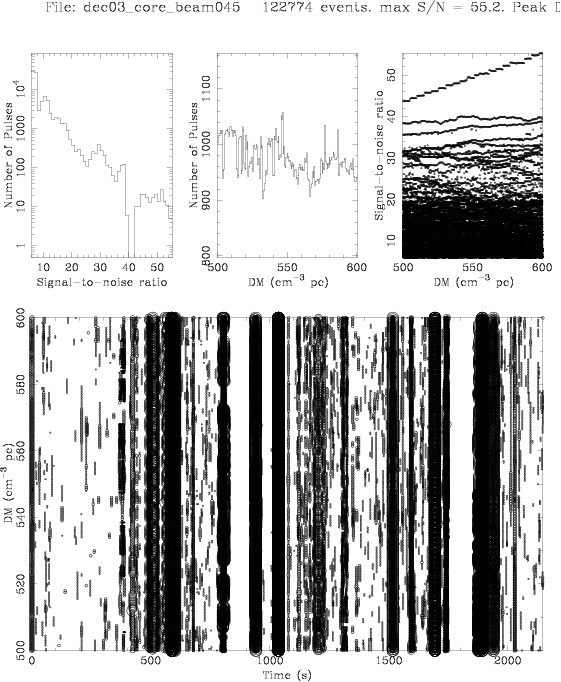 File: dec03_core_beam045 122774 events. max S/N = 55.2. Peak D
Number of Pulses
10⁴
1000
100
10
1
10 20 30 40 50
Signal-to-noise ratio
Number of Pulses
1100
1000
900
800
500 550 600
DM (cm⁻³ pc)
Signal-to-noise ratio
50
40
30
20
10
500 550 600
DM (cm⁻³ pc)
DM (cm⁻³ pc)
600
580
560
540
520
500
0 500 1000 1500 2000
Time (s)